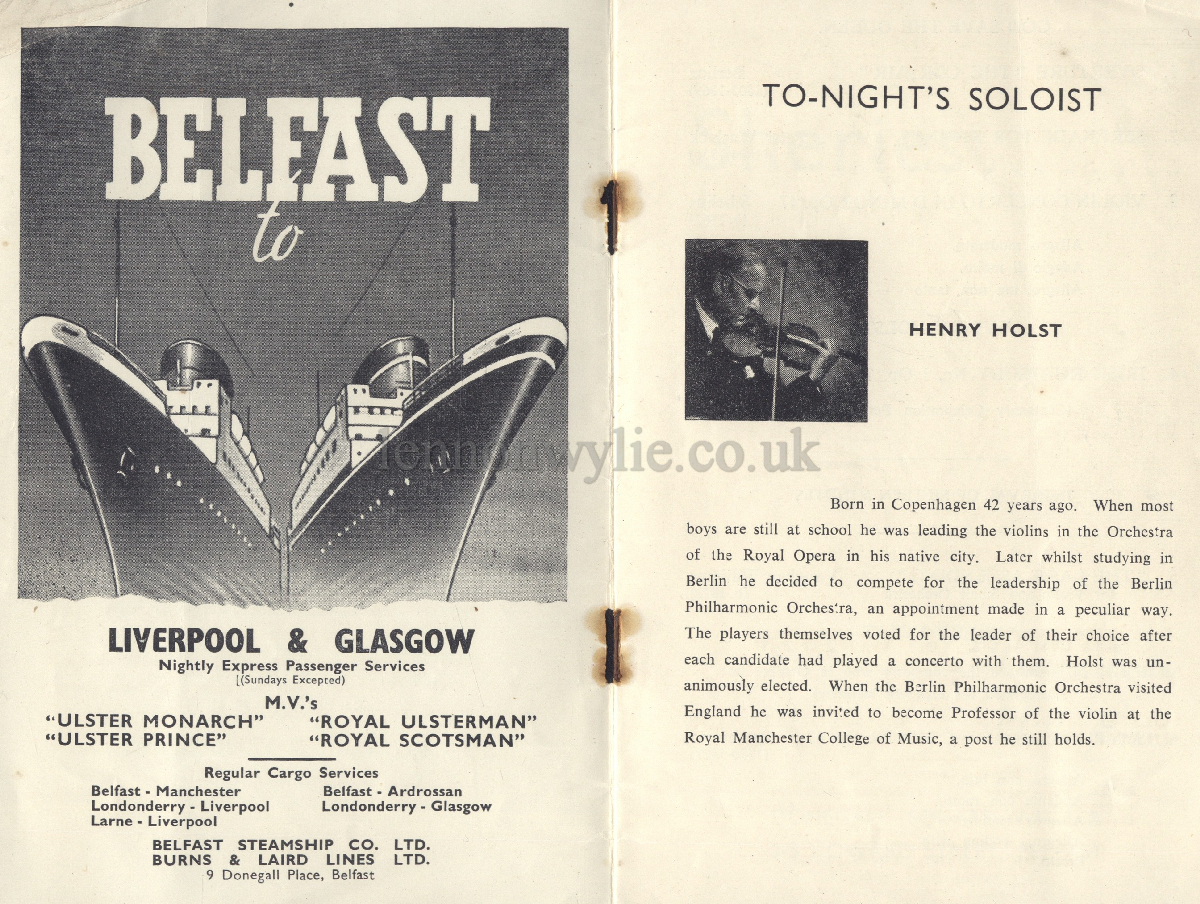 BELFAST
to
LIVERPOOL & GLASGOW
Nightly Express Passenger Services
(Sundays Excepted)
M.V.'s
"ULSTER MONARCH" "ROYAL ULSTERMAN"
"ULSTER PRINCE" "ROYAL SCOTSMAN"
Regular Cargo Services
Belfast - Manchester Belfast - Ardrossan
Londonderry - Liverpool Londonderry - Glasgow
Larne - Liverpool
BELFAST STEAMSHIP CO. LTD.
BURNS & LAIRD LINES LTD.
9 Donegall Place, Belfast
TO-NIGHT'S SOLOIST
HENRY HOLST
Born in Copenhagen 42 years ago. When most
boys are still at school he was leading the violins in the Orchestra
of the Royal Opera in his native city. Later whilst studying in
Berlin he decided to compete for the leadership of the Berlin
Philharmonic Orchestra, an appointment made in a peculiar way.
The players themselves voted for the leader of their choice after
each candidate had played a concerto with them. Holst was un-
animously elected. When the Berlin Philharmonic Orchestra visited
England he was invited to become Professor of the violin at the
Royal Manchester College of Music, a post he still holds.
lennonwylie.co.uk